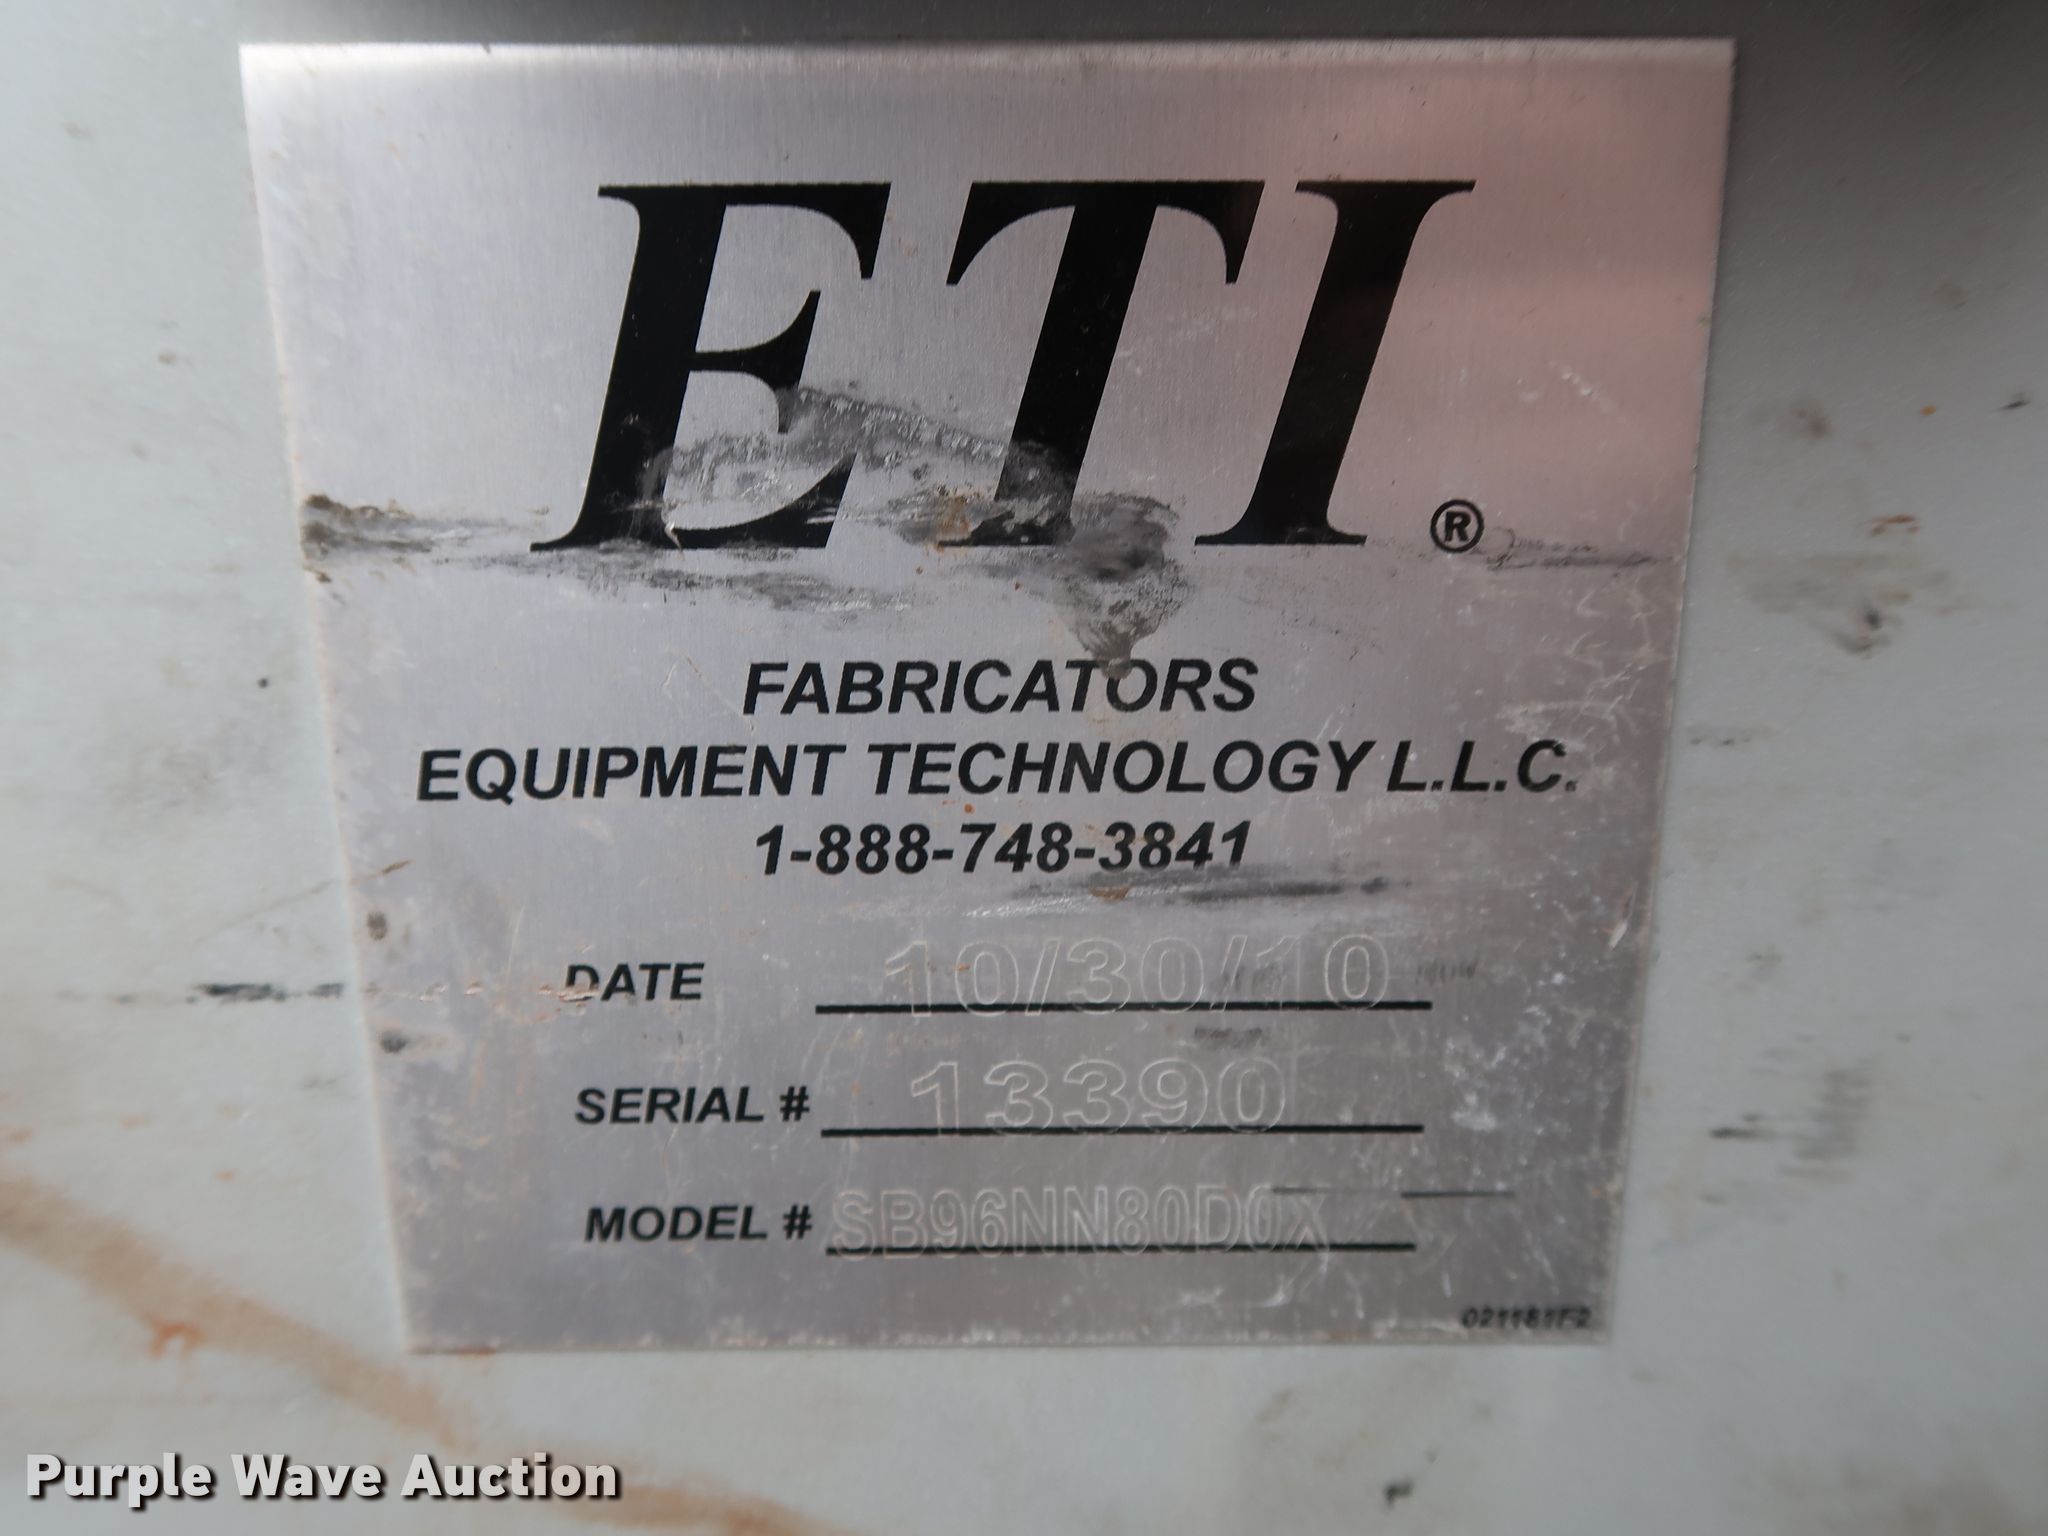 ETI ®
FABRICATORS
EQUIPMENT TECHNOLOGY L.L.C.
1-888-748-3841
DATE 10/30/10
SERIAL # 13390
MODEL # SB96NN80D0X
021181F2
Purple Wave Auction